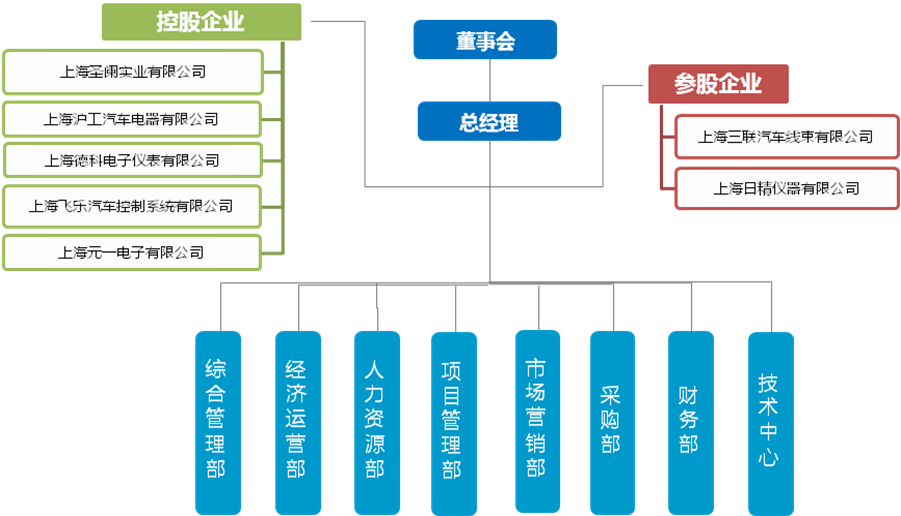 控股企业
上海圣阑实业有限公司
上海沪工汽车电器有限公司
上海德科电子仪表有限公司
上海飞乐汽车控制系统有限公司
上海元一电子有限公司
董事会
总经理
参股企业
上海三联汽车线束有限公司
上海日精仪器有限公司
综合管理部
经济运营部
人力资源部
项目管理部
市场营销部
采购部
财务部
技术中心